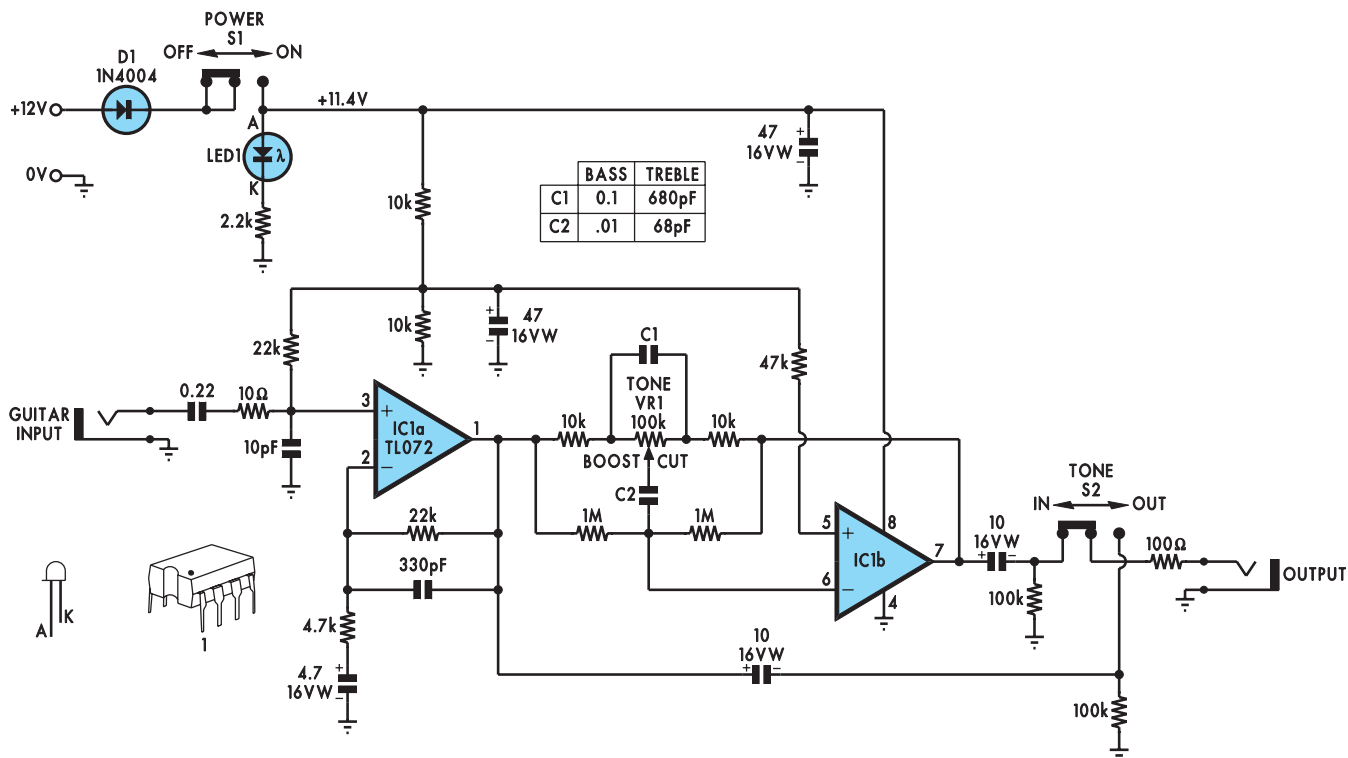 POWER
S1
OFF ON
D1
1N4004
+12V
+11.4V
A
LED1 λ
K
0V
2.2k
10k
47
+
16VW
–
BASS TREBLE
C1 0.1 680pF
C2 .01 68pF
10k
+
47
16VW
–
22k
47k
C1
TONE
VR1
100k
10k
10k
BOOST CUT
C2
1M
1M
GUITAR
INPUT
0.22
10Ω
10pF
3
+
IC1a
TL072
1
2
–
22k
330pF
4.7k
4.7
+
16VW
–
5
+
8
IC1b
7
6
–
4
10
16VW
+ –
TONE
S2
IN OUT
100k
100Ω
OUTPUT
10
16VW
+ –
100k
A
K
1